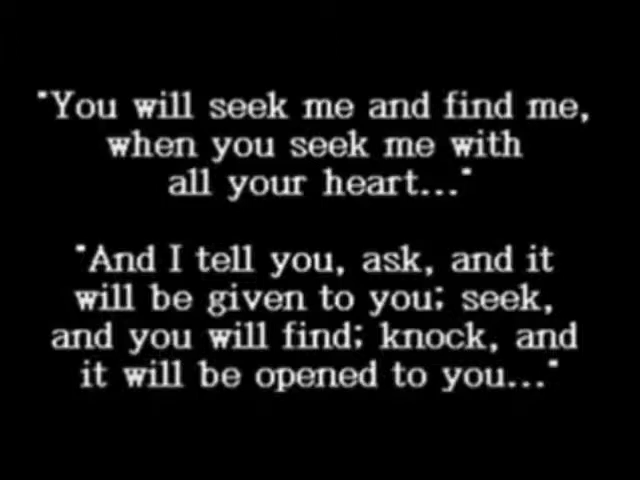 "You will seek me and find me,
when you seek me with
all your heart..."
"And I tell you, ask, and it
will be given to you; seek,
and you will find; knock, and
it will be opened to you..."